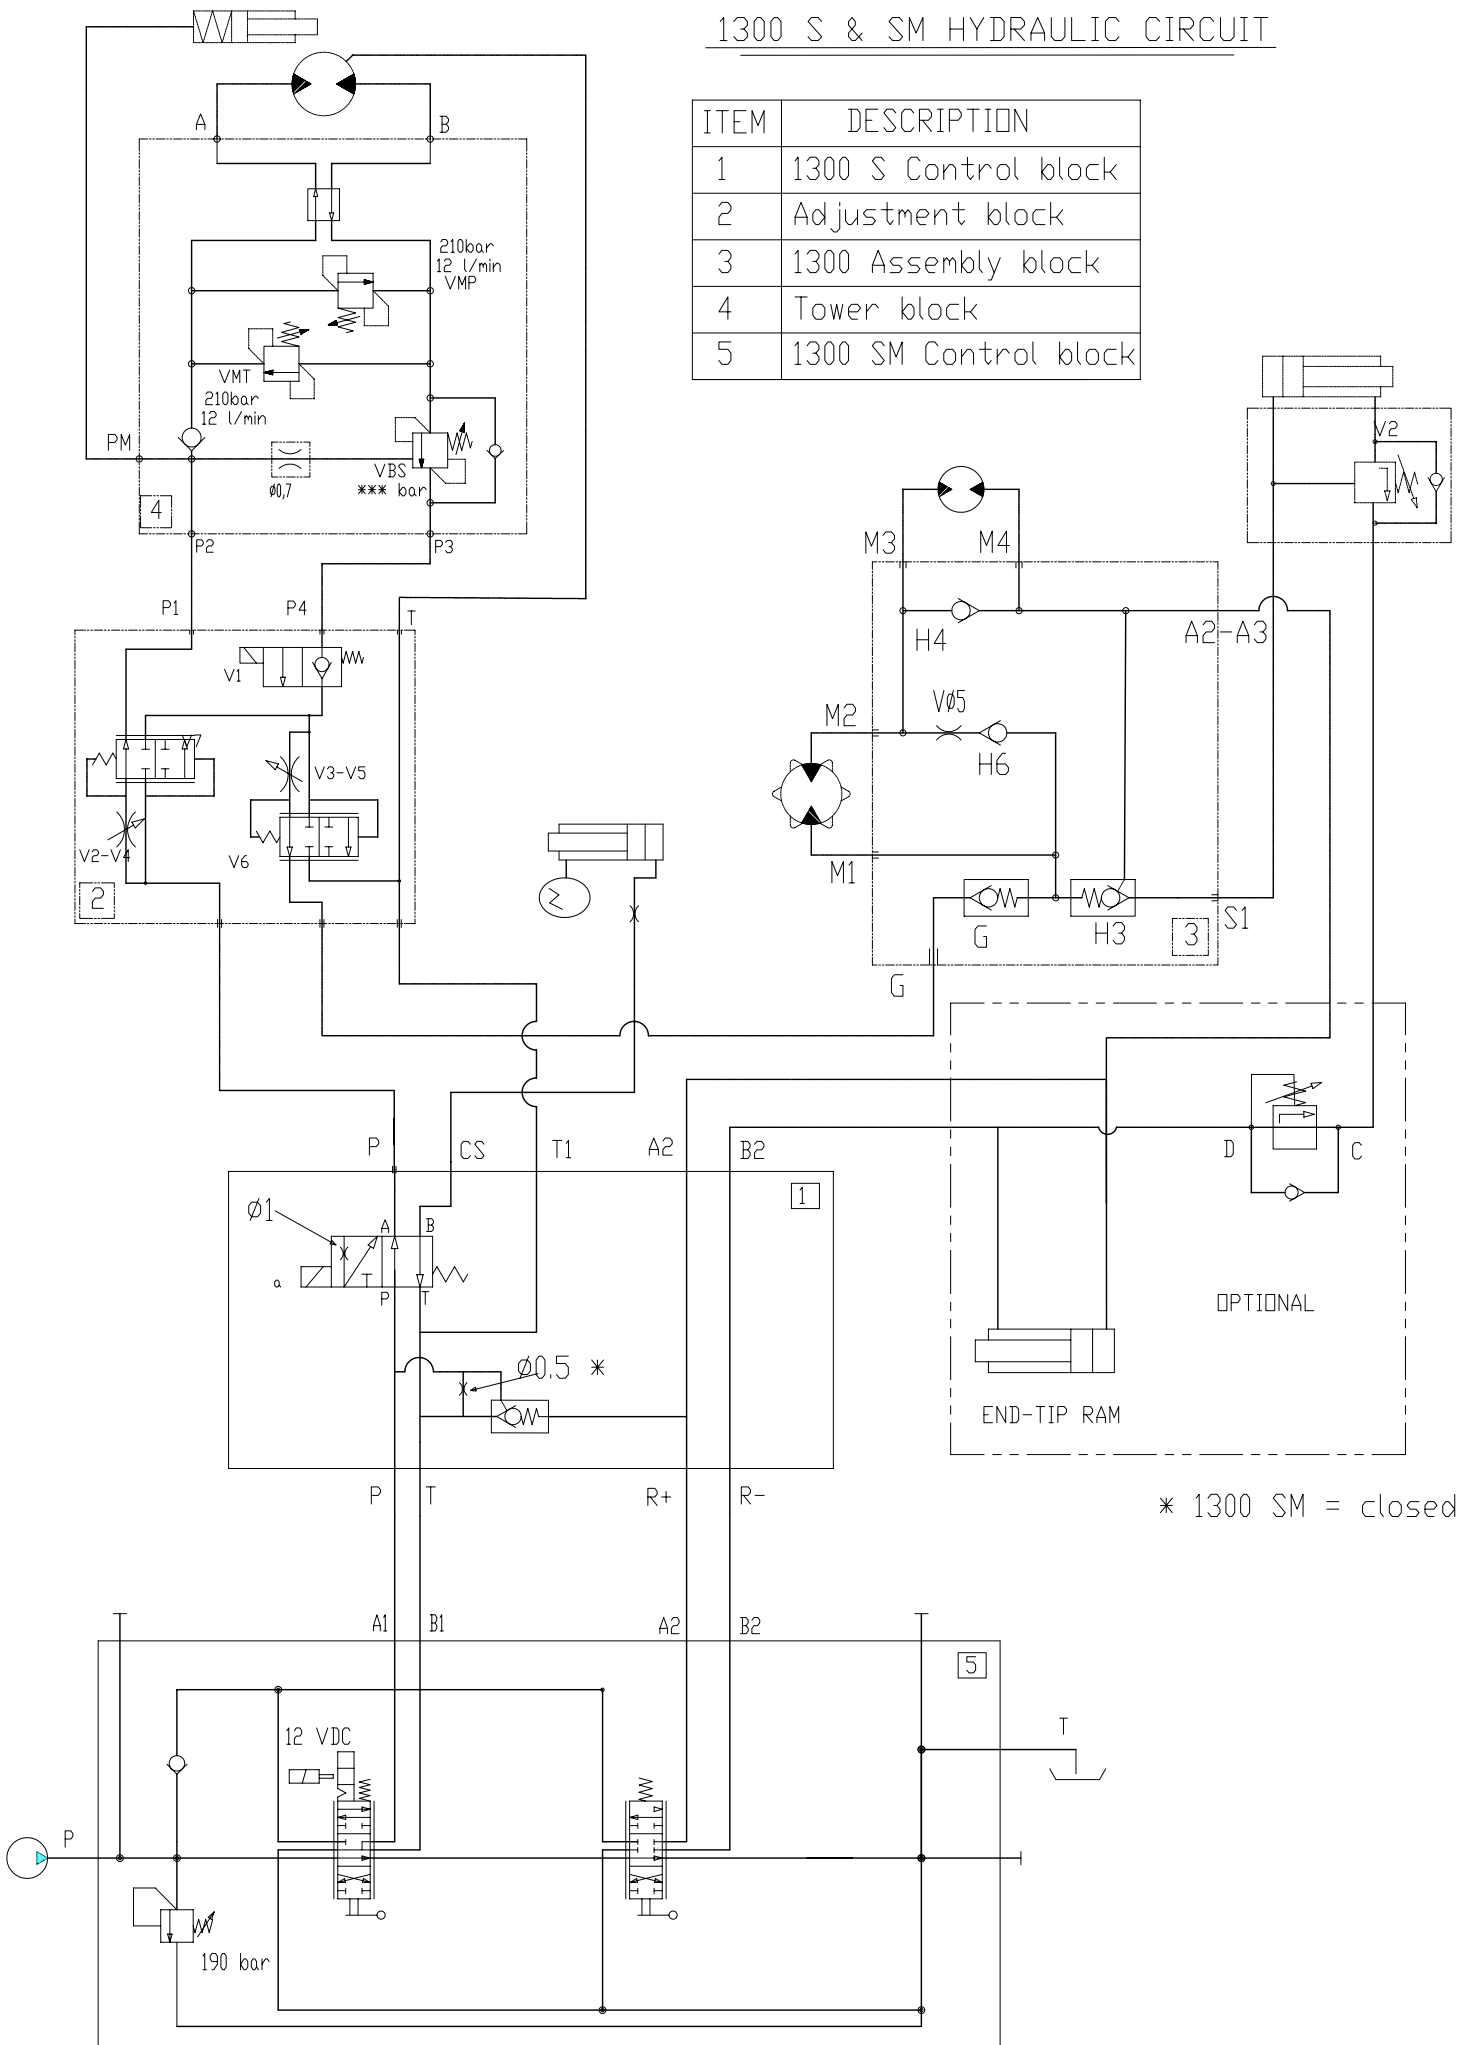 1300 S & SM HYDRAULIC CIRCUIT
ITEM DESCRIPTION
1 1300 S Control block
2 Adjustment block
3 1300 Assembly block
4 Tower block
5 1300 SM Control block
A
B
210bar
12 l/min
VMP
VMT
210bar
12 l/min
PM
VBS
*** bar
ø0,7
4
P2
P3
P1
P4
T
V1
V7
V3-V5
V2-V4
V6
2
V2
M3
M4
H4
A2-A3
Vø5
M2
H6
M1
G
H3
3
S1
G
P
CS
T1
A2
B2
D
C
1
Ø1
A
B
a
T
P
T
Ø0.5 *
OPTIONAL
END-TIP RAM
P
T
R+
R-
* 1300 SM = closed
A1
B1
A2
B2
5
12 VDC
T
P
190 bar